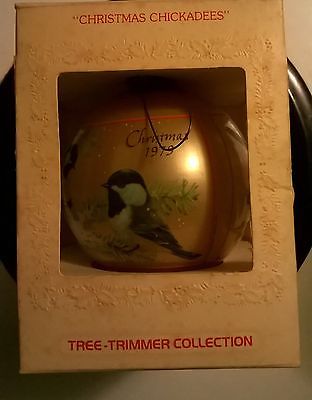 "CHRISTMAS CHICKADEES"
Christmas
1979
TREE-TRIMMER COLLECTION